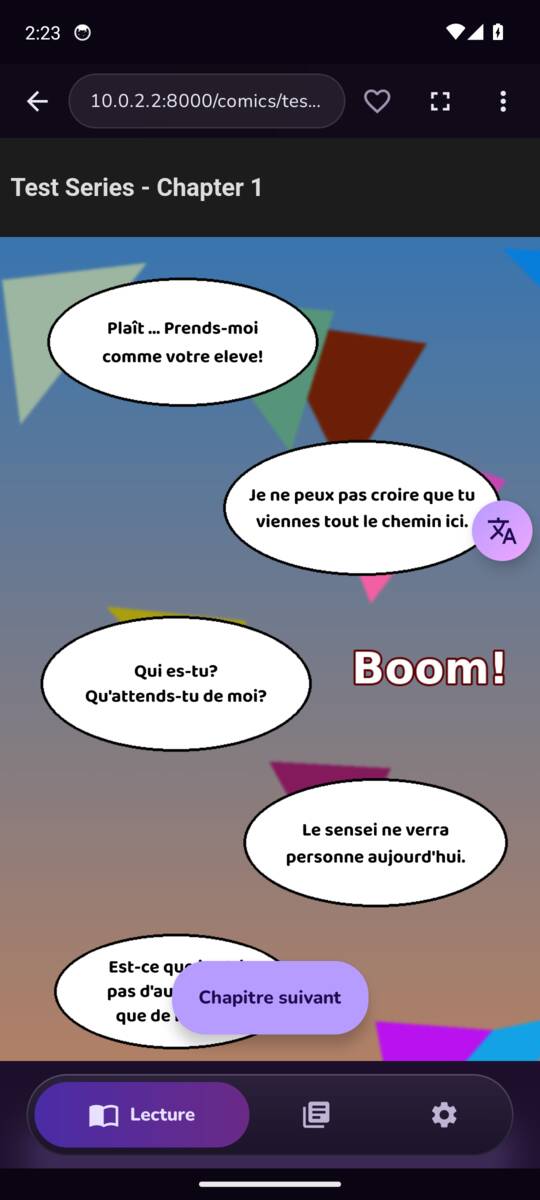 2:23
10.0.2.2:8000/comics/tes...
Test Series - Chapter 1
Plaît ... Prends-moi
comme votre eleve!
Je ne peux pas croire que tu
viennes tout le chemin ici.
Boom!
Qui es-tu?
Qu'attends-tu de moi?
Le sensei ne verra
personne aujourd'hui.
Est-ce
pas
que de
Chapitre suivant
Lecture